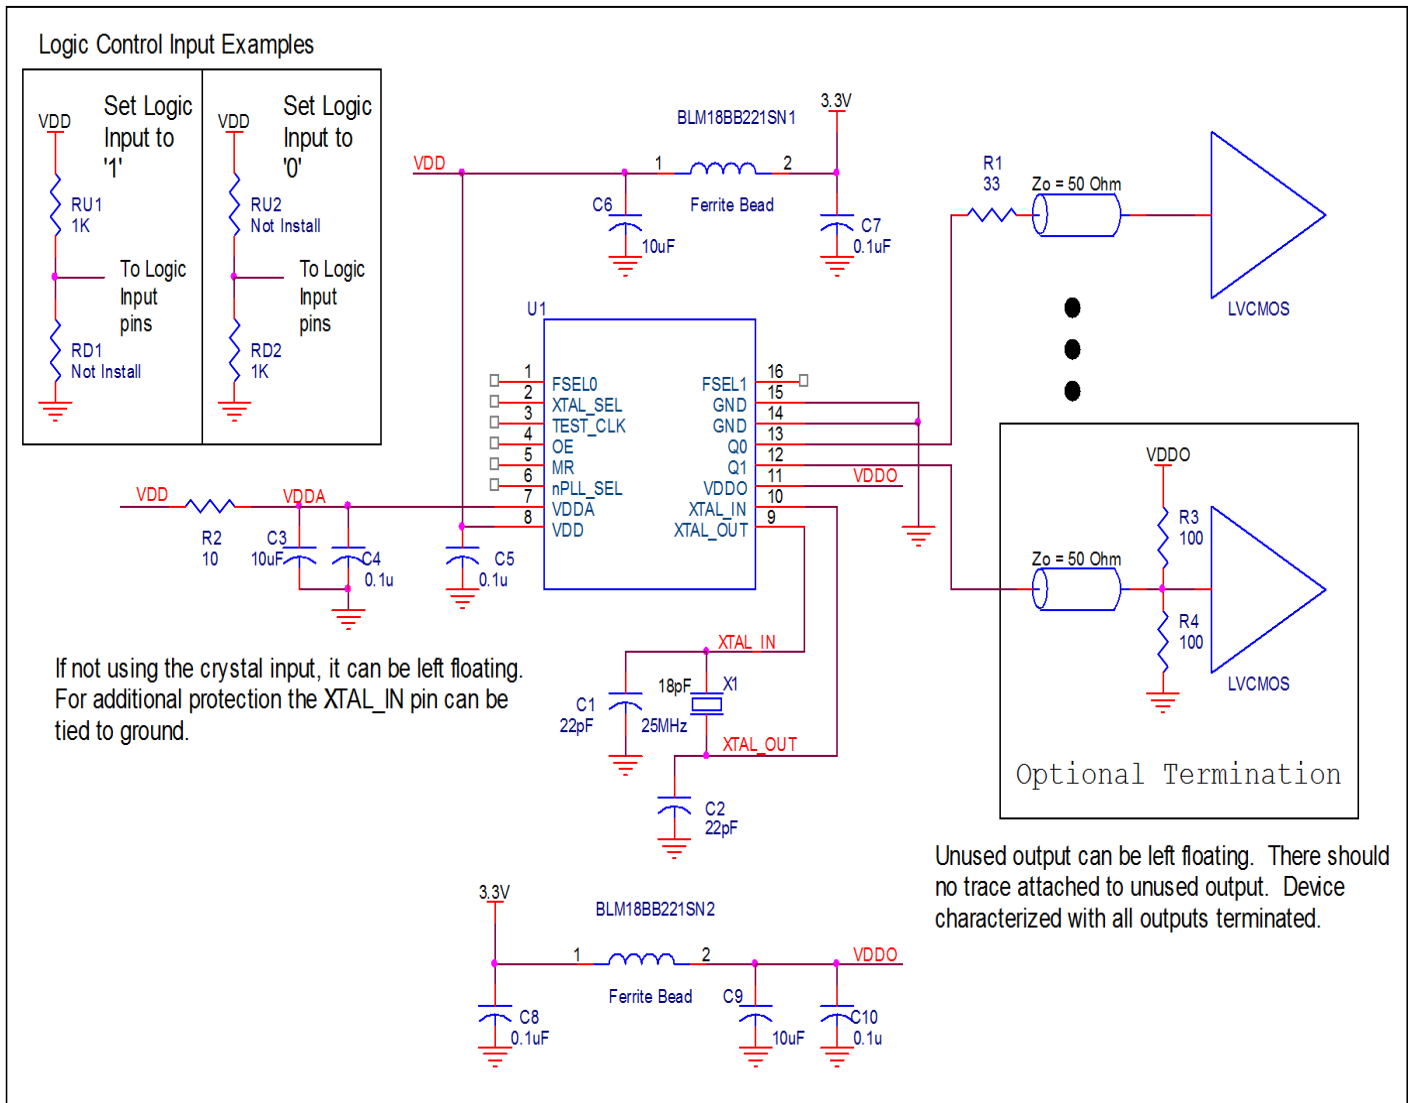 Logic Control Input Examples
VDD
Set Logic
Input to
'1'
RU1
1K
To Logic
Input
pins
RD1
Not Install
VDD
Set Logic
Input to
'0'
RU2
Not Install
To Logic
Input
pins
RD2
1K
VDD
BLM18BB221SN1
3.3V
1
2
Ferrite Bead
C6
10uF
C7
0.1uF
R1
33
Zo = 50 Ohm
LVCMOS
U1
1
FSEL0
2
XTAL_SEL
3
TEST_CLK
4
OE
5
MR
6
nPLL_SEL
7
VDDA
8
VDD
16
FSEL1
15
GND
14
GND
13
Q0
12
Q1
11
VDDO
10
XTAL_IN
9
XTAL_OUT
VDDO
VDD
R2
10
VDDA
C3
10uF
C4
0.1u
C5
0.1u
VDDO
R3
100
Zo = 50 Ohm
R4
100
LVCMOS
Optional Termination
If not using the crystal input, it can be left floating.
For additional protection the XTAL_IN pin can be
tied to ground.
XTAL_IN
18pF
X1
C1
22pF
25MHz
XTAL_OUT
C2
22pF
Unused output can be left floating. There should
no trace attached to unused output. Device
characterized with all outputs terminated.
3.3V
BLM18BB221SN2
1
2
VDDO
Ferrite Bead
C8
0.1uF
C9
10uF
C10
0.1u